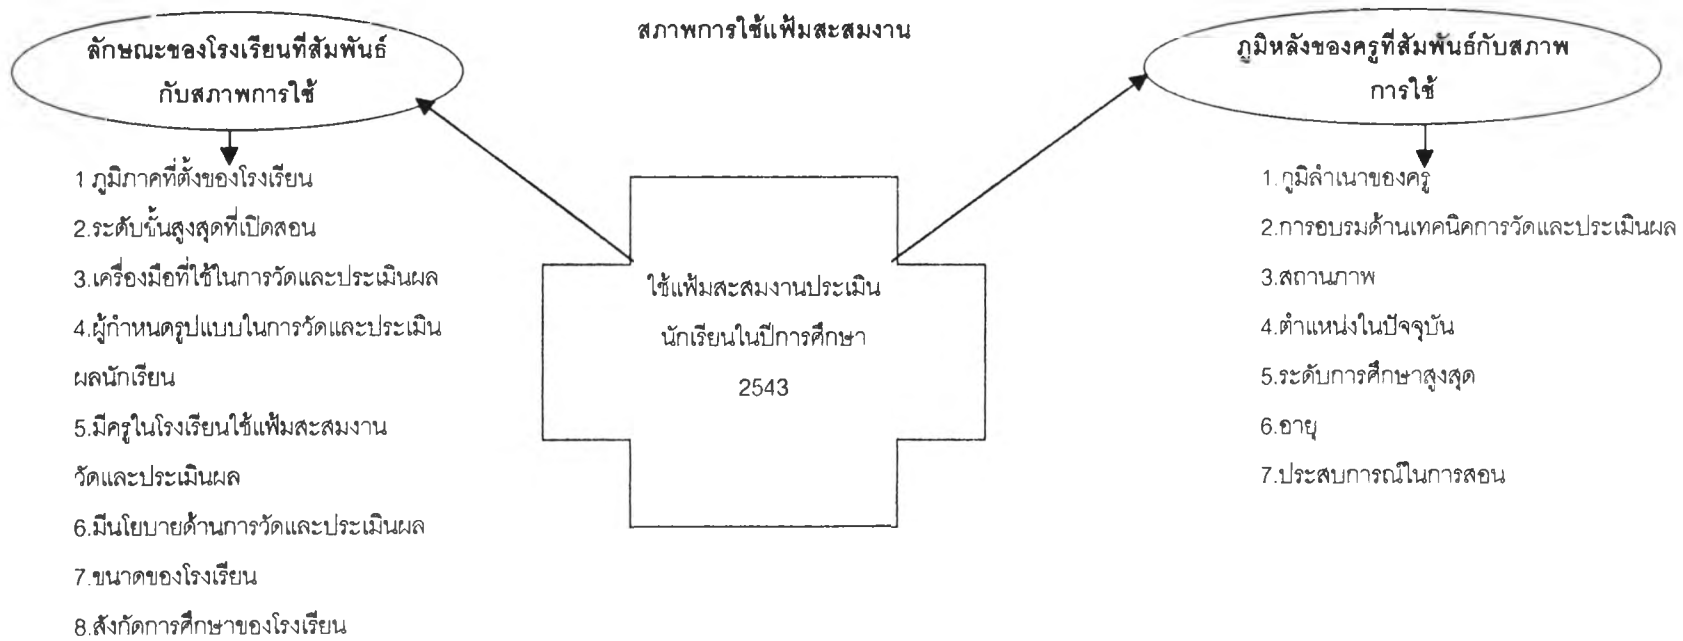 สภาพการใช้แฟ้มสะสมงาน
ลักษณะของโรงเรียนที่สัมพันธ์
กับสภาพการใช้
1.ภูมิภาคที่ตั้งของโรงเรียน
2.ระดับชั้นสูงสุดที่เปิดสอน
3.เครื่องมือที่ใช้ในการวัดและประเมินผล
4.ผู้กำหนดรูปแบบในการวัดและประเมิน
ผลนักเรียน
5.มีครูในโรงเรียนใช้แฟ้มสะสมงาน
วัดและประเมินผล
6.มีนโยบายด้านการวัดและประเมินผล
7.ขนาดของโรงเรียน
8.สังกัดการศึกษาของโรงเรียน
ใช้แฟ้มสะสมงานประเมิน
นักเรียนในปีการศึกษา
2543
ภูมิหลังของครูที่สัมพันธ์กับสภาพ
การใช้
1.ภูมิลำเนาของครู
2.การอบรมด้านเทคนิคการวัดและประเมินผล
3.สถานภาพ
4.ตำแหน่งในปัจจุบัน
5.ระดับการศึกษาสูงสุด
6.อายุ
7.ประสบการณ์ในการสอน